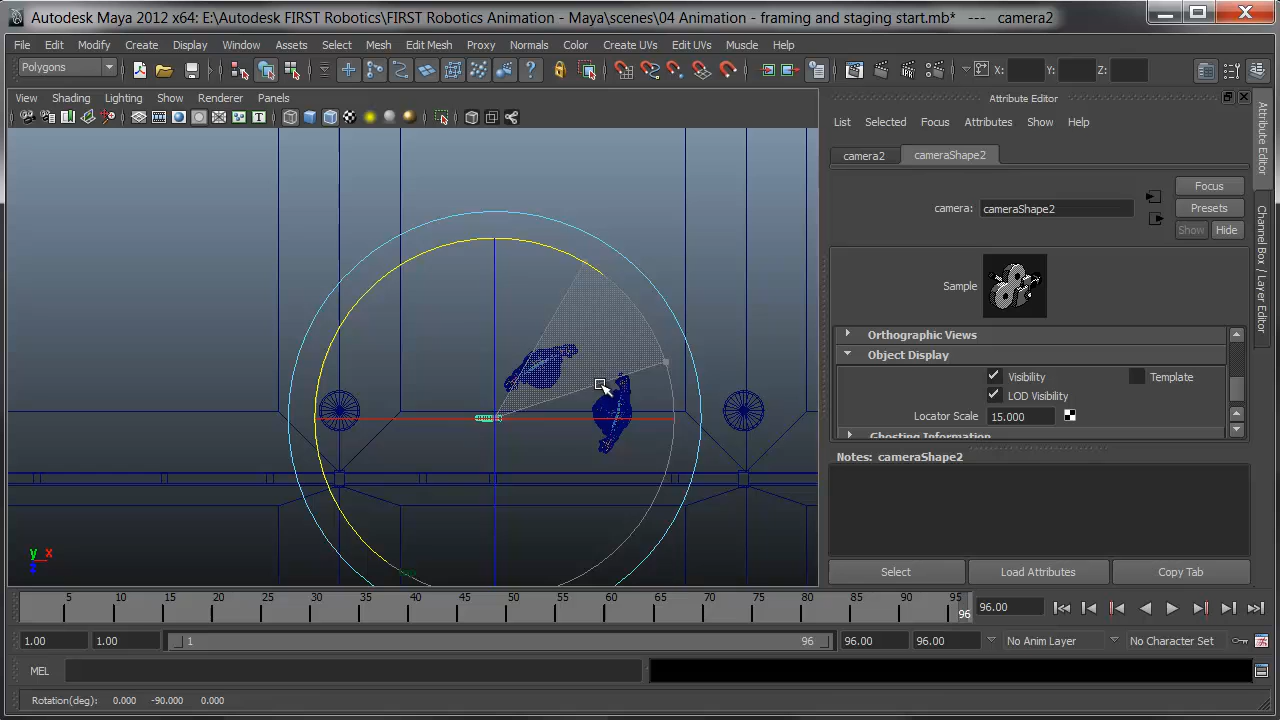 Autodesk Maya 2012 x64: E:\Autodesk FIRST Robotics\FIRST Robotics Animation - Maya\scenes\04 Anination - framing and staging start.mb* --- camera2
File Edit Modify Create Display Window Assets Select Mesh Edit Mesh Proxy Normals Color Create UVs Edit UVs Muscle Help
Polygons X: Y: Z:
View Shading Lighting Show Renderer Panels
Attribute Editor
List Selected Focus Attributes Show Help
camera2 cameraShape2
camera: cameraShape2
Focus
Presets
Show Hide
Sample
Orthographic Views
Object Display
Visibility Template
LOD Visibility
Locator Scale 15.000
Ghosting Information
Notes: cameraShape2
Select Load Attributes Copy Tab
Attribute Editor
Channel Box / Layer Editor
y x
z
5 10 15 20 25 30 35 40 45 50 55 60 65 70 75 80 85 90 95
96 96.00
1.00 1.00 1 96 96.00 96.00 No Anim Layer No Character Set
MEL
Rotation(deg): 0.000 -90.000 0.000